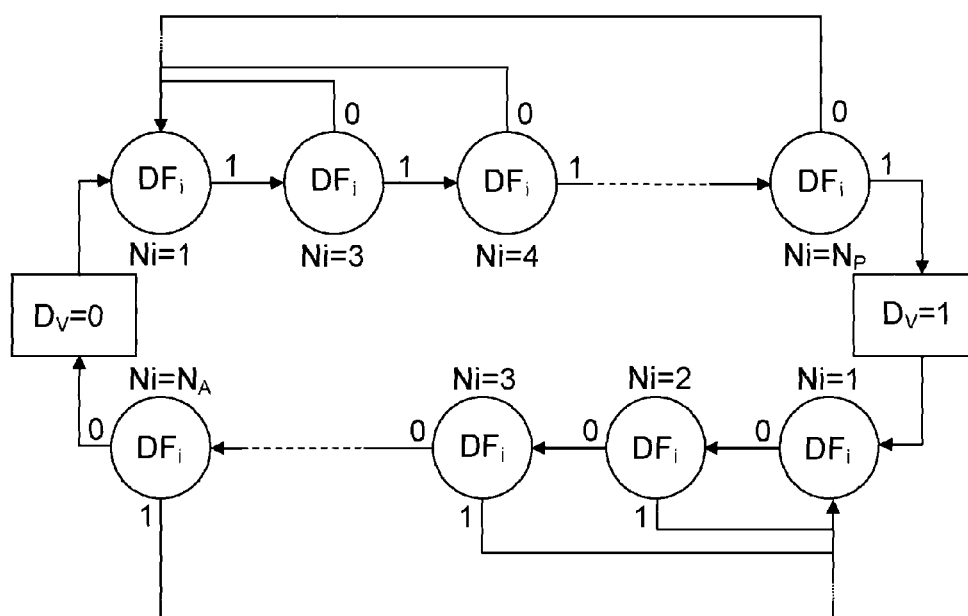 0
0
0
DFi
1
DFi
1
DFi
1
DFi
1
Ni=1
Ni=3
Ni=4
Ni=NP
DV=0
DV=1
Ni=NA
Ni=3
Ni=2
Ni=1
0
DFi
0
DFi
0
DFi
0
DFi
1
1
1